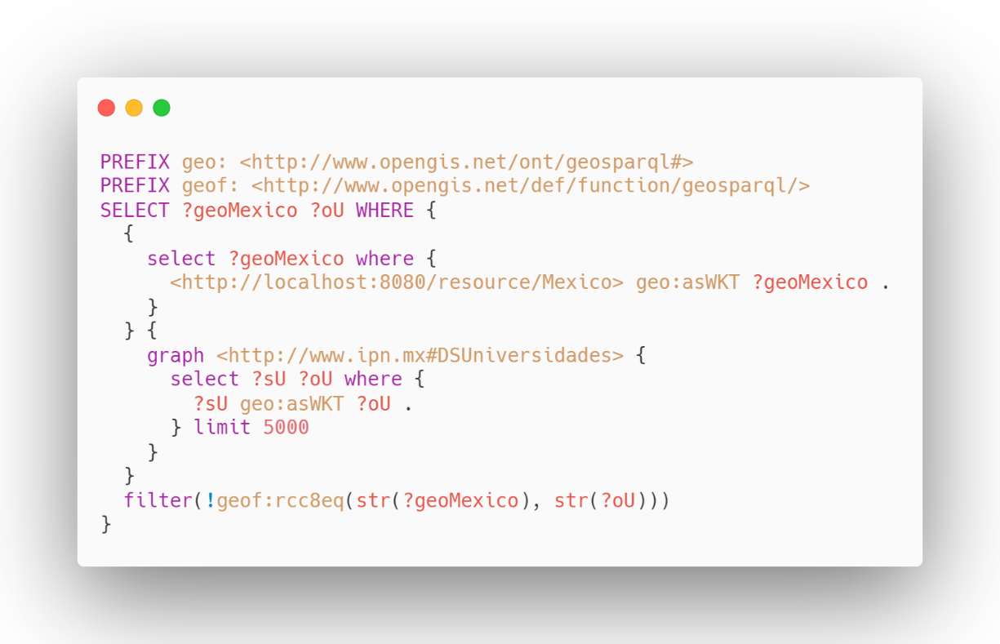 PREFIX geo: <http://www.opengis.net/ont/geosparql#>
PREFIX geof: <http://www.opengis.net/def/function/geosparql/>
SELECT ?geoMexico ?oU WHERE {
  {
    select ?geoMexico where {
      <http://localhost:8080/resource/Mexico> geo:asWKT ?geoMexico .
    }
  } {
    graph <http://www.ipn.mx#DSUniversidades> {
      select ?sU ?oU where {
        ?sU geo:asWKT ?oU .
      } limit 5000
    }
  }
  filter(!geof:rcc8eq(str(?geoMexico), str(?oU)))
}